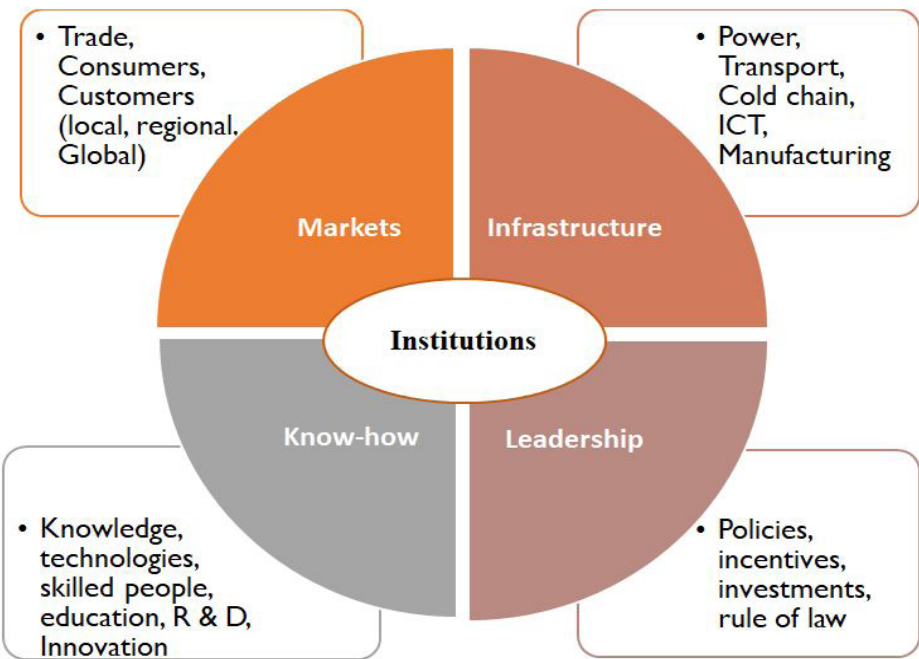 • Trade,
Consumers,
Customers
(local, regional.
Global)
• Power,
Transport,
Cold chain,
ICT,
Manufacturing
Markets
Infrastructure
Institutions
Know-how
Leadership
• Knowledge,
technologies,
skilled people,
education, R & D,
Innovation
• Policies,
incentives,
investments,
rule of law